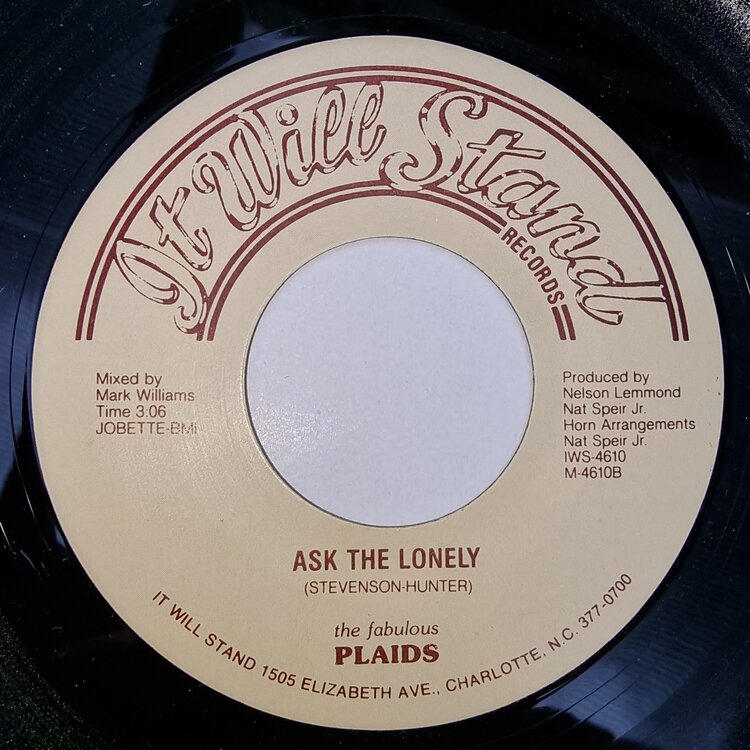 It Will Stand
RECORDS
Mixed by
Mark Williams
Time 3:06
JOBETTE-BMI
Produced by
Nelson Lemmond
Nat Speir Jr.
Horn Arrangements
Nat Speir Jr.
IWS-4610
M-4610B
ASK THE LONELY
(STEVENSON-HUNTER)
the fabulous
PLAIDS
IT WILL STAND 1505 ELIZABETH AVE., CHARLOTTE, N.C. 377-0700